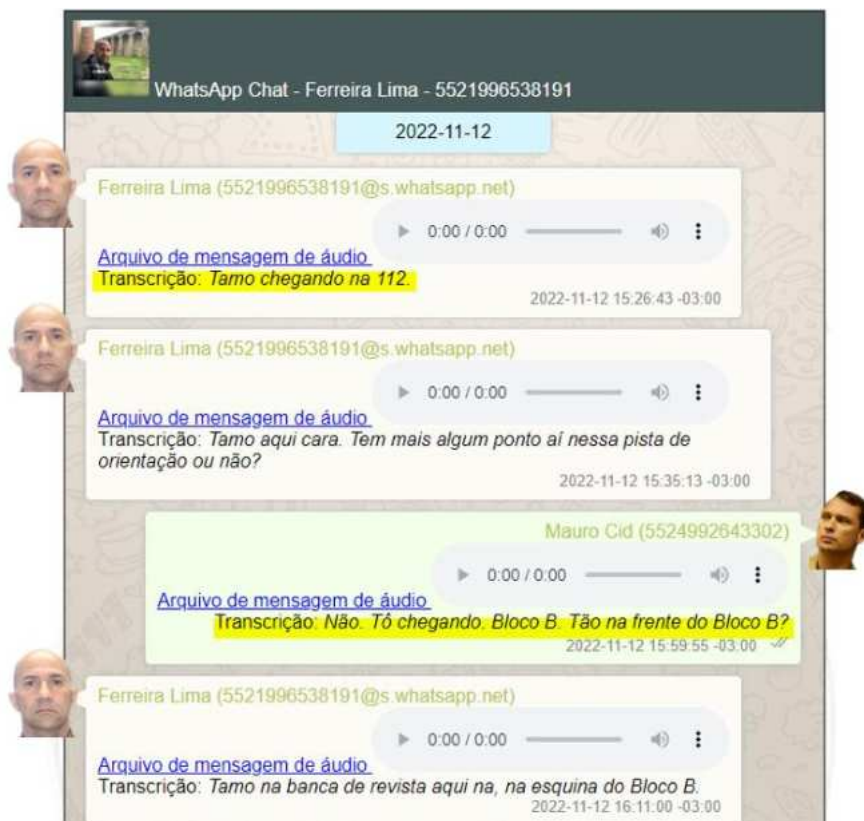 WhatsApp Chat - Ferreira Lima - 5521996538191
2022-11-12
Ferreira Lima (5521996538191@s.whatsapp.net)
0:00 / 0:00
Arquivo de mensagem de áudio
Transcrição: Tamo chegando na 112.
2022-11-12 15:26:43 -03:00
Ferreira Lima (5521996538191@s.whatsapp.net)
0:00 / 0:00
Arquivo de mensagem de áudio
Transcrição: Tamo aqui cara. Tem mais algum ponto aí nessa pista de
orientação ou não?
2022-11-12 15:35:13 -03:00
Mauro Cid (5524992643302)
0:00 / 0:00
Arquivo de mensagem de áudio
Transcrição: Não. Tô chegando. Bloco B. Tão na frente do Bloco B?
2022-11-12 15:59:55 -03:00
Ferreira Lima (5521996538191@s.whatsapp.net)
0:00 / 0:00
Arquivo de mensagem de áudio
Transcrição: Tamo na banca de revista aqui na, na esquina do Bloco B.
2022-11-12 16:11:00 -03:00